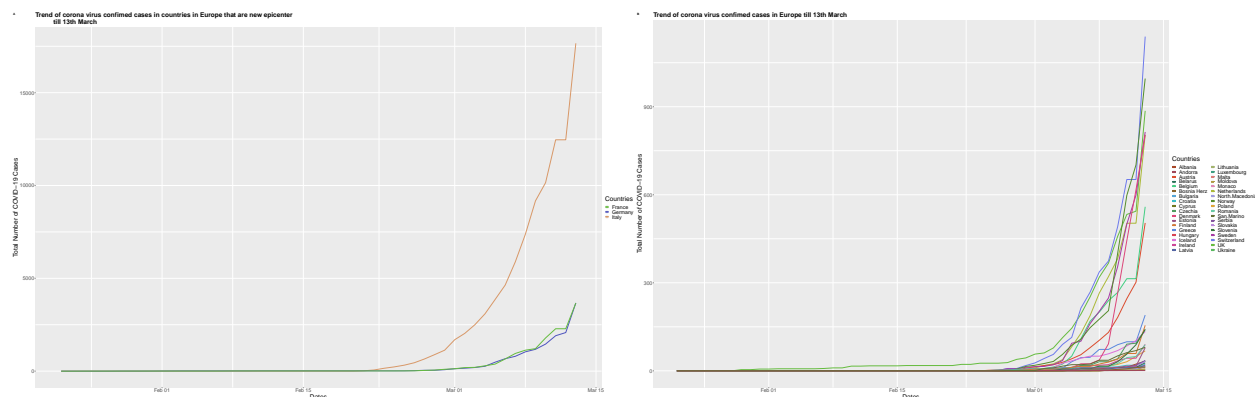 Trend of corona virus confimed cases in countries in Europe that are new epicenter
till 13th March
15000
10000
5000
0
Total Number of COVID-19 Cases
Feb 01
Feb 15
Mar 01
Mar 15
Dates
Countries
France
Germany
Italy
Trend of corona virus confimed cases in Europe till 13th March
900
600
300
0
Total Number of COVID-19 Cases
Feb 01
Feb 15
Mar 01
Mar 15
Dates
Countries
Albania
Andorra
Austria
Belarus
Belgium
Bosnia Herz
Bulgaria
Croatia
Cyprus
Czechia
Denmark
Estonia
Finland
Greece
Hungary
Iceland
Ireland
Latvia
Lithuania
Luxembourg
Malta
Moldova
Monaco
Netherlands
North.Macedonia
Norway
Poland
Romania
San.Marino
Serbia
Slovakia
Slovenia
Sweden
Switzerland
UK
Ukraine